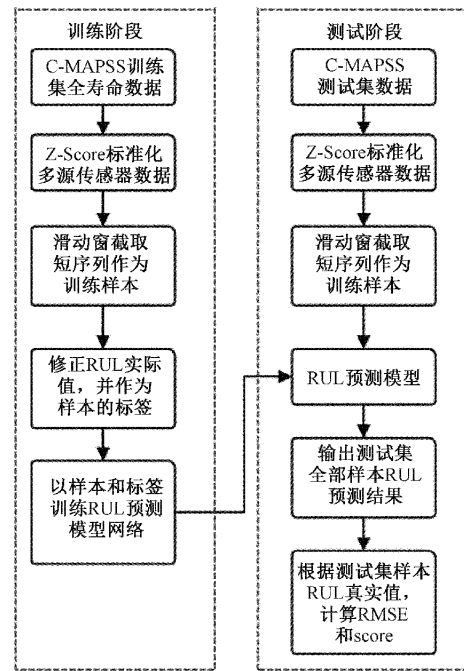 训练阶段
C-MAPSS训练
集全寿命数据
Z-Score标准化
多源传感器数据
滑动窗截取
短序列作为
训练样本
修正RUL实际
值，并作为
样本的标签
以样本和标签
训练RUL预测
模型网络
测试阶段
C-MAPSS
测试集数据
Z-Score标准化
多源传感器数据
滑动窗截取
短序列作为
训练样本
RUL预测模型
输出测试集
全部样本RUL
预测结果
根据测试集样本
RUL真实值，
计算RMSE
和score